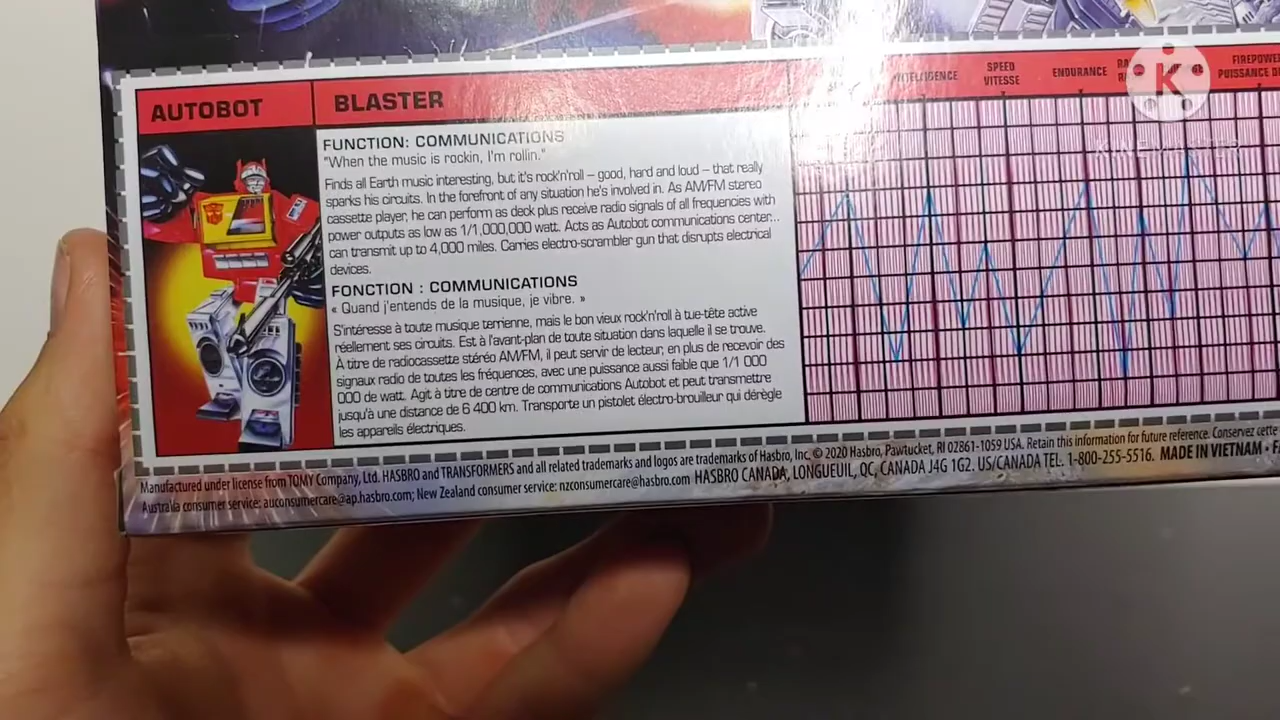 AUTOBOT
BLASTER
FUNCTION: COMMUNICATIONS
"When the music is rockin, I'm rollin."
Finds all Earth music interesting, but it's rock'n'roll – good, hard and loud – that really
sparks his circuits. In the forefront of any situation he's involved in. As AM/FM stereo
cassette player, he can perform as deck plus receive radio signals of all frequencies with
power outputs as low as 1/1,000,000 watt. Acts as Autobot communications center...
can transmit up to 4,000 miles. Carries electro-scrambler gun that disrupts electrical
devices.
FONCTION : COMMUNICATIONS
« Quand j'entends de la musique, je vibre. »
S'intéresse à toute musique terrienne, mais le bon vieux rock'n'roll à tue-tête active
réellement ses circuits. Est à l'avant-plan de toute situation dans laquelle il se trouve.
À titre de radiocassette stéréo AM/FM, il peut servir de lecteur, en plus de recevoir des
signaux radio de toutes les fréquences, avec une puissance aussi faible que 1/1 000
000 de watt. Agit à titre de centre de communications Autobot et peut transmettre
jusqu'à une distance de 6 400 km. Transporte un pistolet électro-brouilleur qui dérègle
les appareils électriques.
INTELLIGENCE
SPEED
VITESSE
ENDURANCE
FIREPOWER
PUISSANCE
K
KINEMASTER
Manufactured under license from TOMY Company, Ltd. HASBRO and TRANSFORMERS and all related trademarks and logos are trademarks of Hasbro, Inc. © 2020 Hasbro, Pawtucket, RI 02861-1059 USA. Retain this information for future reference. Conservez cette
Australia consumer service: auconsumercare@ap.hasbro.com; New Zealand consumer service: nzconsumercare@hasbro.com HASBRO CANADA, LONGUEUIL, QC, CANADA J4G 1G2. US/CANADA TEL. 1-800-255-5516. MADE IN VIETNAM •